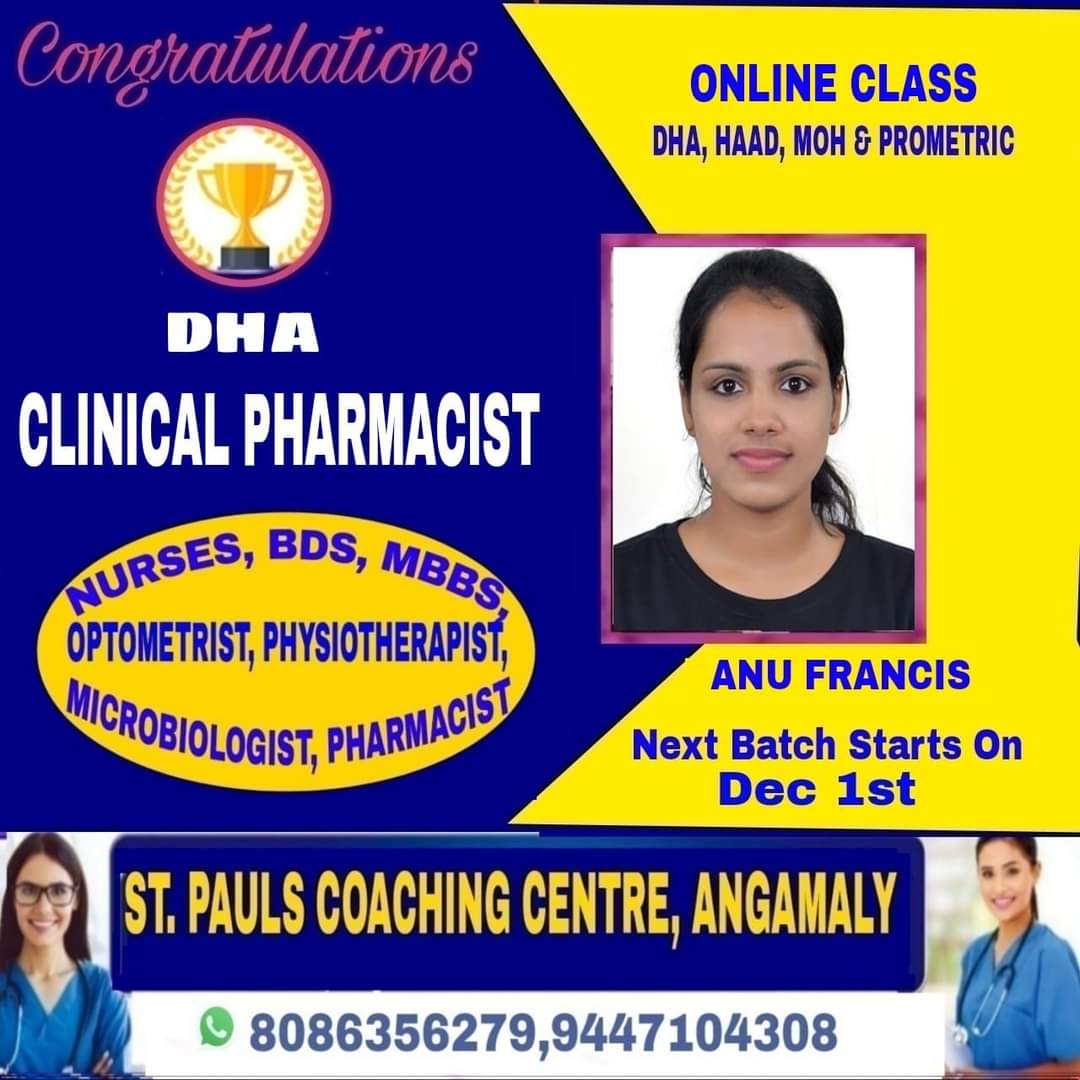 Congratulations
DHA
CLINICAL PHARMACIST
NURSES, BDS, MBBS,
OPTOMETRIST, PHYSIOTHERAPIST,
MICROBIOLOGIST, PHARMACIST
ONLINE CLASS
DHA, HAAD, MOH & PROMETRIC
ANU FRANCIS
Next Batch Starts On
Dec 1st
ST. PAULS COACHING CENTRE, ANGAMALY
8086356279,9447104308